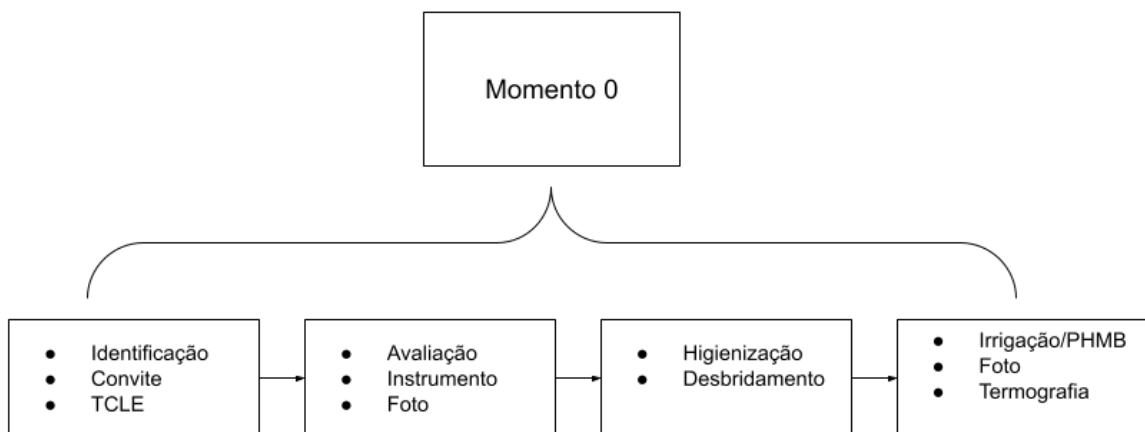 Momento 0
Identificação
Convite
TCLE
Avaliação
Instrumento
Foto
Higienização
Desbridamento
Irrigação/PHMB
Foto
Termografia